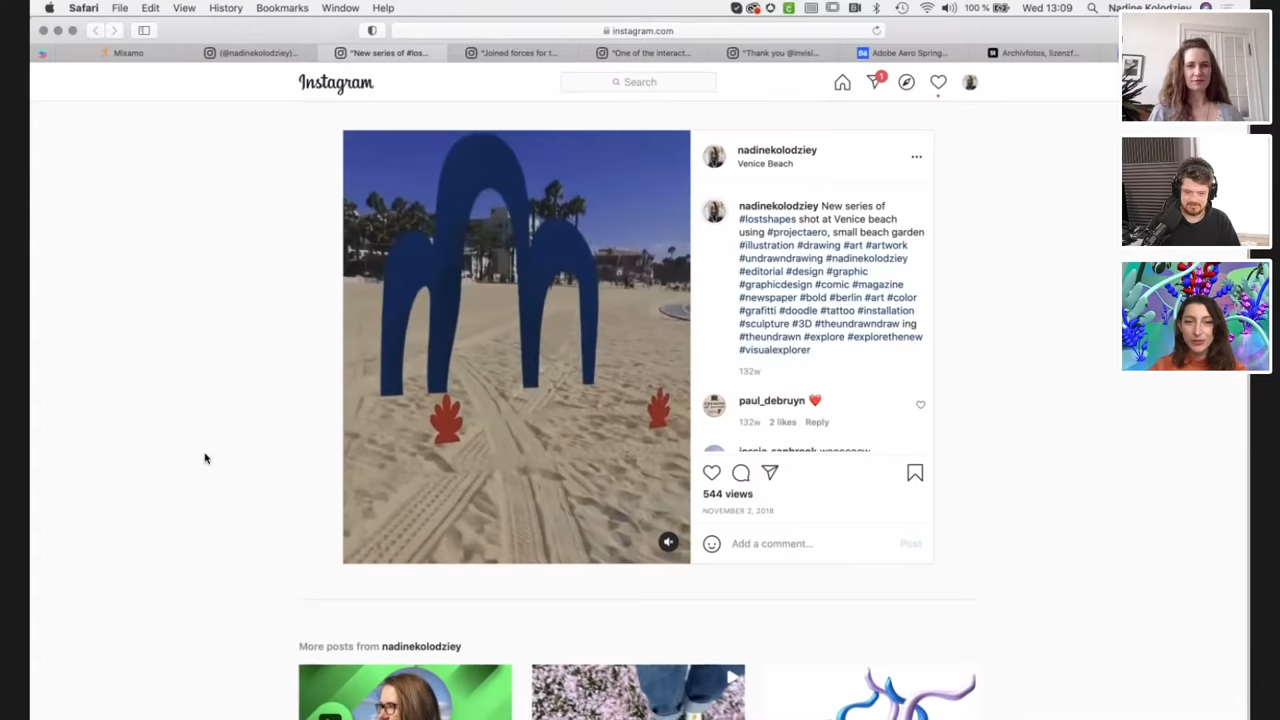 Safari File Edit View History Bookmarks Window Help 100 % Wed 13:09 Nadine Kolodziey
instagram.com
Mixamo (@nadinekolodziey)... "New series of #los... "Joined forces for t... "One of the interact... "Thank you @invisi... Adobe Aero Spring... Archivfotos, lizenzf...
Instagram
Search
1
nadinekolodziey
Venice Beach
nadinekolodziey New series of
#lostshapes shot at Venice beach
using #projectaero, small beach garden
#illustration #drawing #art #artwork
#undrawndrawing #nadinekolodziey
#editorial #design #graphic
#graphicdesign #comic #magazine
#newspaper #bold #berlin #art #color
#grafitti #doodle #tattoo #installation
#sculpture #3D #theundrawndraw ing
#theundrawn #explore #explorethenew
#visualexplorer
132w
paul_debruyn ❤️
132w 2 likes Reply
544 views
NOVEMBER 2, 2018
Add a comment... Post
More posts from nadinekolodziey